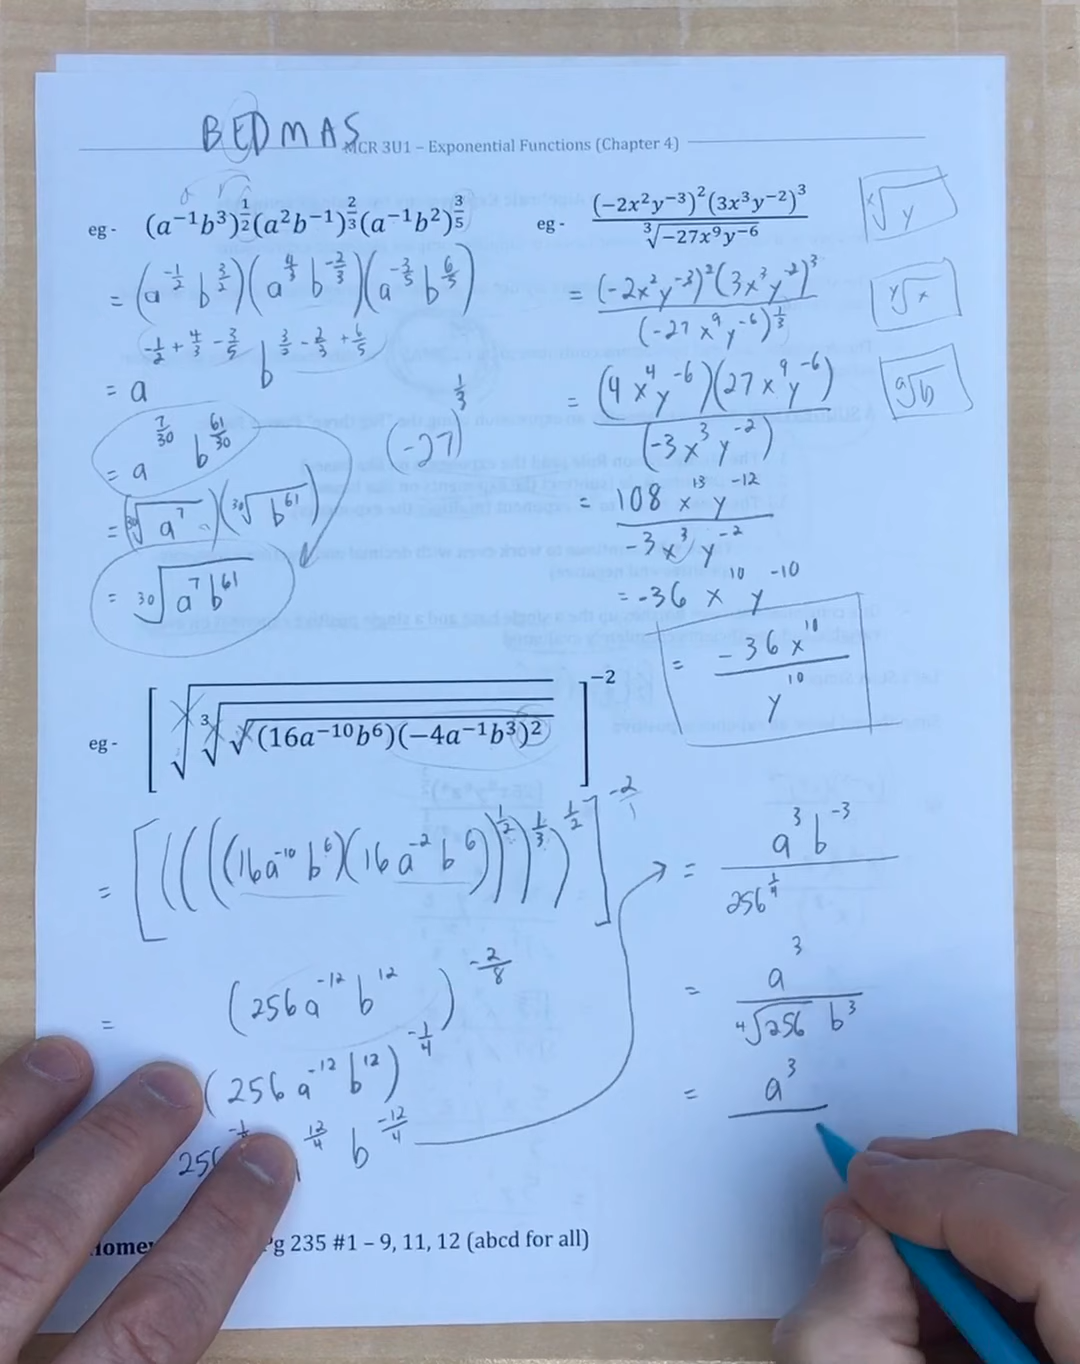 BEDMAS
MCR 3U1 – Exponential Functions (Chapter 4)
eg - (a⁻¹b³)^(1/2) (a²b⁻¹)^(2/3) (a⁻¹b²)^(3/5)
= (a^(-1/2) b^(3/2)) (a^(4/3) b^(-2/3)) (a^(-3/5) b^(6/5))
= a^(-1/2 + 4/3 - 3/5) b^(3/2 - 2/3 + 6/5)
= a^(7/30) b^(61/30)
= (³⁰√a⁷)(³⁰√b⁶¹)
= ³⁰√a⁷b⁶¹
(-27)^(1/3)
eg - (−2x²y⁻³)²(3x³y⁻²)³ / ³√−27x⁹y⁻⁶
= (-2x²y⁻³)²(3x³y⁻²)³ / (-27x⁹y⁻⁶)^(1/3)
= (4x⁴y⁻⁶)(27x⁹y⁻⁶) / (-3x³y⁻²)
= 108x¹³y⁻¹² / -3x³y⁻²
= -36x¹⁰y⁻¹⁰
= -36x¹⁰ / y¹⁰
ˣ√y
ʸ√x
ᵃ√b
eg - [√ ³√ √(16a⁻¹⁰b⁶)(−4a⁻¹b³)²]⁻²
= [((((16a⁻¹⁰b⁶)(16a⁻²b⁶))^(1/2))^(1/3))^(1/2)]^(-2/1)
= (256a⁻¹²b¹²)^(-2/8)
(256a⁻¹²b¹²)^(-1/4)
^(12/4) b^(-12/4)
= a³b⁻³ / 256^(1/4)
= a³ / ⁴√256 b³
= a³
Pg 235 #1 – 9, 11, 12 (abcd for all)